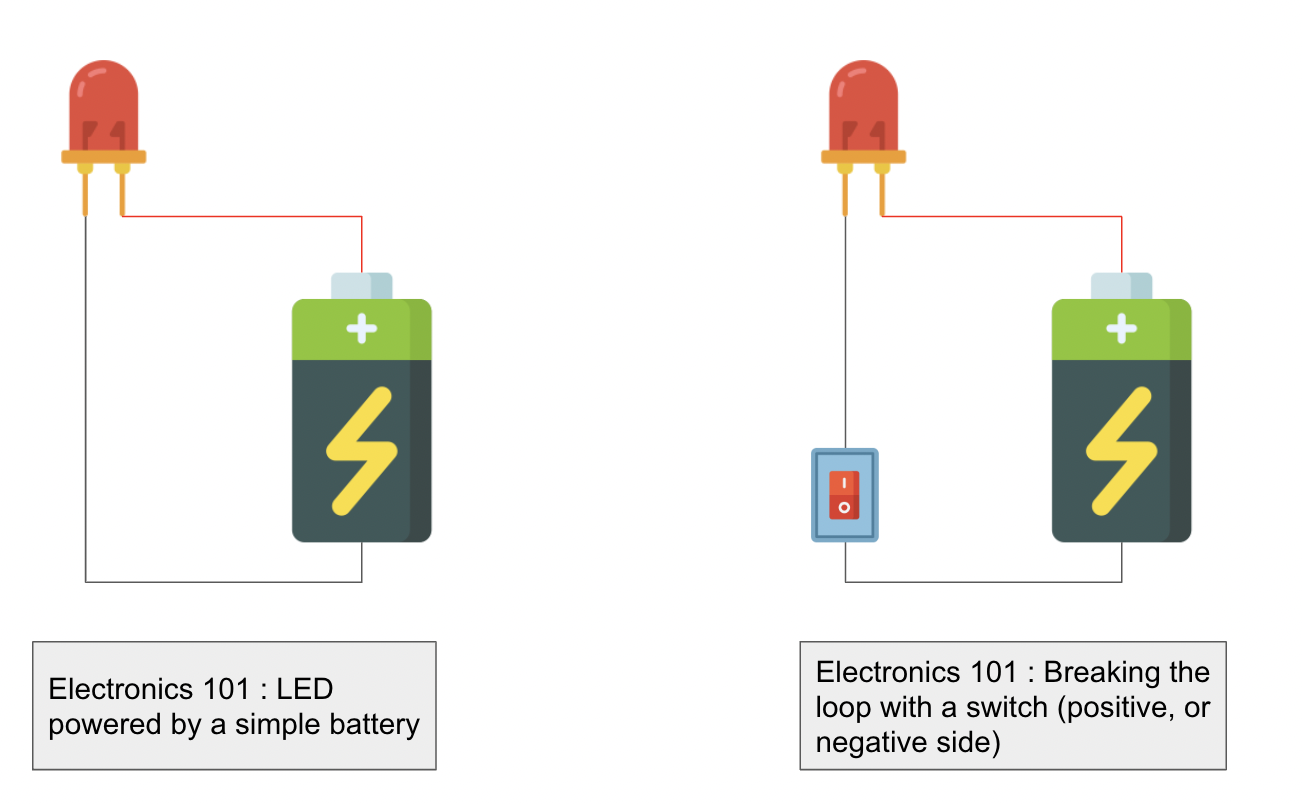 +
+
I
O
Electronics 101 : LED
powered by a simple battery
Electronics 101 : Breaking the
loop with a switch (positive, or
negative side)